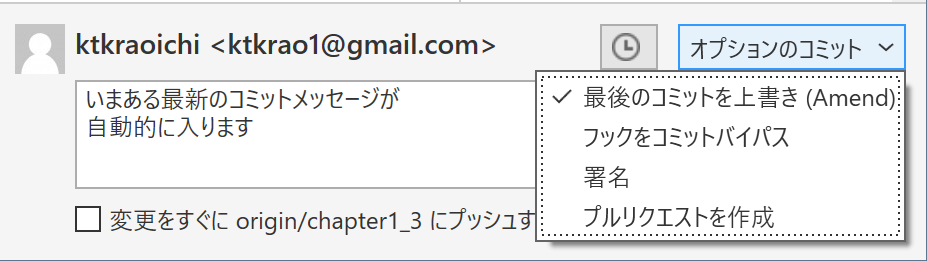 ktkraoichi <ktkrao1@gmail.com>
オプションのコミット
いまある最新のコミットメッセージが
自動的に入ります
最後のコミットを上書き (Amend)
フックをコミットバイパス
署名
プルリクエストを作成
変更をすぐに origin/chapter1_3 にプッシュす